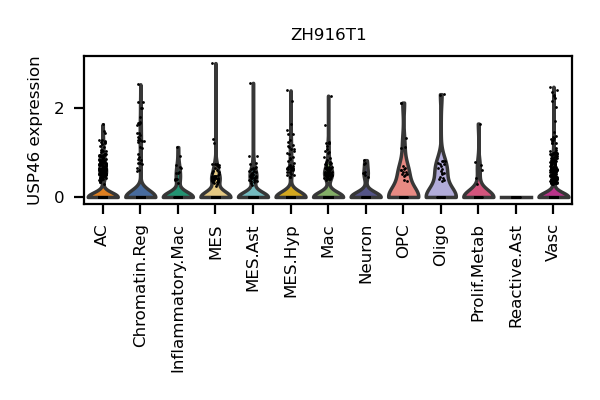 ZH916T1
USP46 expression
2
0
AC
Chromatin.Reg
Inflammatory.Mac
MES
MES.Ast
MES.Hyp
Mac
Neuron
OPC
Oligo
Prolif.Metab
Reactive.Ast
Vasc